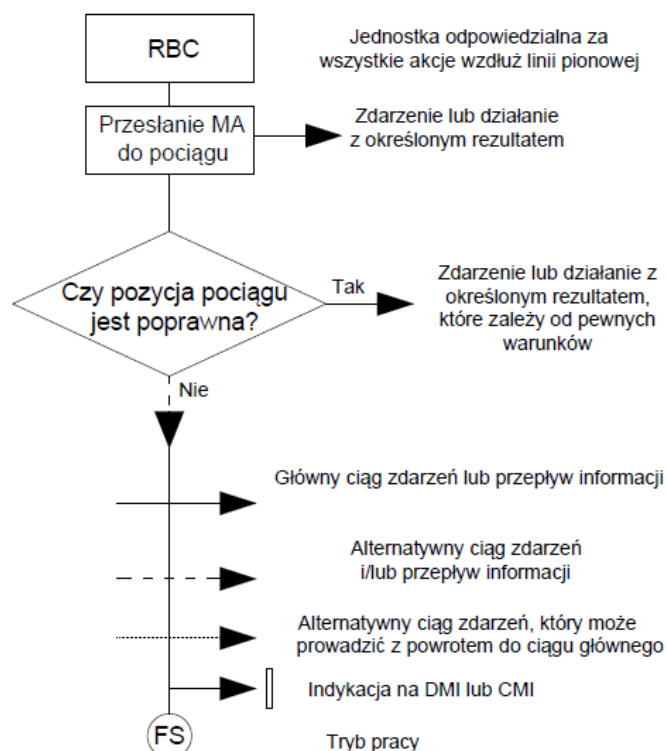 RBC
Jednostka odpowiedzialna za
wszystkie akcje wzdłuż linii pionowej
Przesłanie MA
do pociągu
Zdarzenie lub działanie
z określonym rezultatem
Czy pozycja pociągu
jest poprawna?
Tak
Zdarzenie lub działanie z
określonym rezultatem,
które zależy od pewnych
warunków
Nie
Główny ciąg zdarzeń lub przepływ informacji
Alternatywny ciąg zdarzeń
i/lub przepływ informacji
Alternatywny ciąg zdarzeń, który może
prowadzić z powrotem do ciągu głównego
Indykacja na DMI lub CMI
FS
Tryb pracy